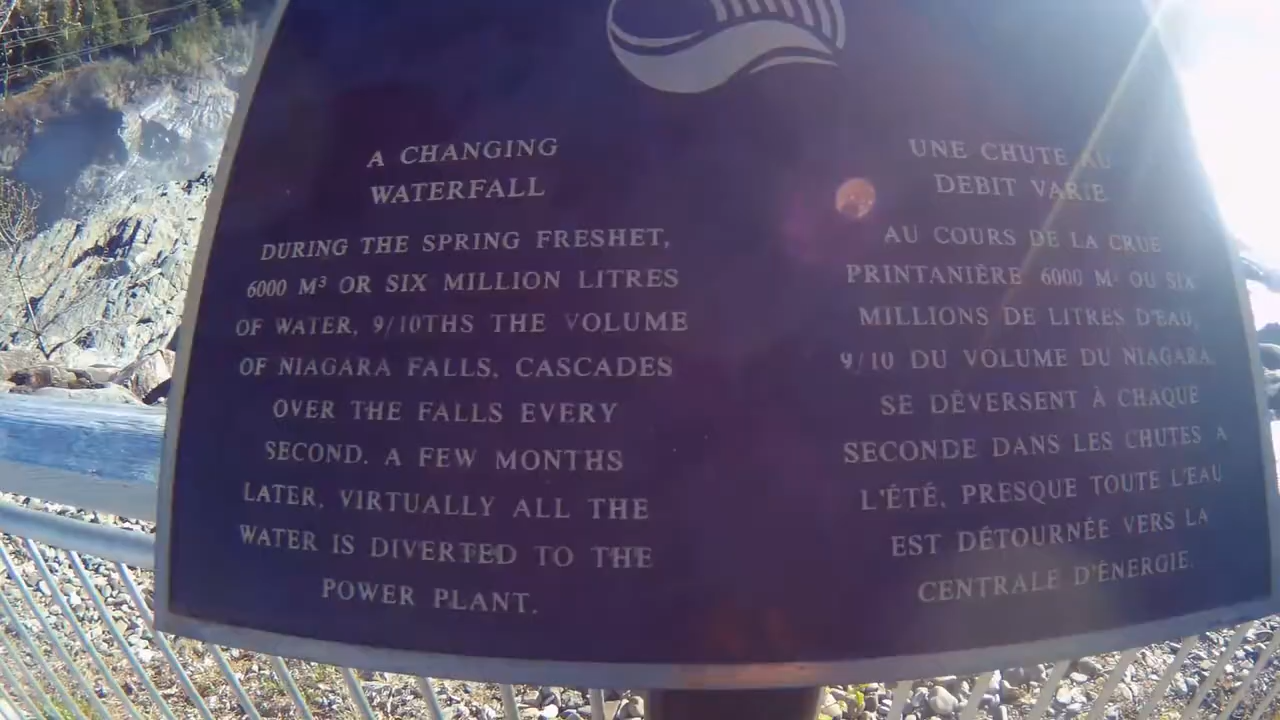 A CHANGING
WATERFALL
DURING THE SPRING FRESHET,
6000 M³ OR SIX MILLION LITRES
OF WATER, 9/10THS THE VOLUME
OF NIAGARA FALLS, CASCADES
OVER THE FALLS EVERY
SECOND. A FEW MONTHS
LATER, VIRTUALLY ALL THE
WATER IS DIVERTED TO THE
POWER PLANT.
UNE CHUTE AU
DEBIT VARIE
AU COURS DE LA CRUE
PRINTANIÈRE 6000 M³ OU SIX
MILLIONS DE LITRES D'EAU,
9/10 DU VOLUME DU NIAGARA,
SE DÉVERSENT À CHAQUE
SECONDE DANS LES CHUTES A
L'ÉTÉ, PRESQUE TOUTE L'EAU
EST DÉTOURNÉE VERS LA
CENTRALE D'ÉNERGIE.